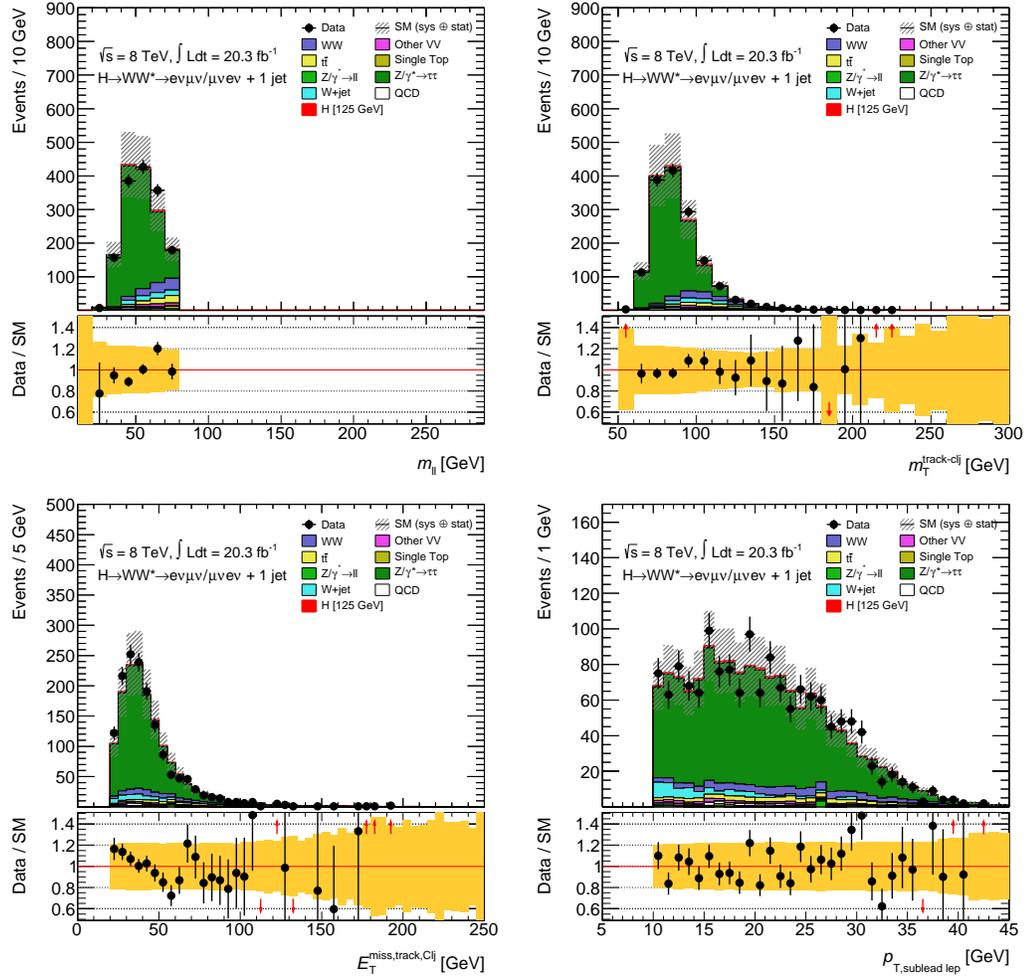 Events / 10 GeV
900
800
700
600
500
400
300
200
100
√s = 8 TeV, ∫ Ldt = 20.3 fb⁻¹
H→WW*→eνμν/μνeν + 1 jet
Data
SM (sys ⊕ stat)
WW
Other VV
tt̄
Single Top
Z/γ*→ll
Z/γ*→ττ
W+jet
QCD
H [125 GeV]
Data / SM
1.4
1.2
1
0.8
0.6
50 100 150 200 250
m_ll [GeV]
Events / 10 GeV
900
800
700
600
500
400
300
200
100
√s = 8 TeV, ∫ Ldt = 20.3 fb⁻¹
H→WW*→eνμν/μνeν + 1 jet
Data
SM (sys ⊕ stat)
WW
Other VV
tt̄
Single Top
Z/γ*→ll
Z/γ*→ττ
W+jet
QCD
H [125 GeV]
Data / SM
1.4
1.2
1
0.8
0.6
50 100 150 200 250 300
m_T^track-clj [GeV]
Events / 5 GeV
500
450
400
350
300
250
200
150
100
50
√s = 8 TeV, ∫ Ldt = 20.3 fb⁻¹
H→WW*→eνμν/μνeν + 1 jet
Data
SM (sys ⊕ stat)
WW
Other VV
tt̄
Single Top
Z/γ*→ll
Z/γ*→ττ
W+jet
QCD
H [125 GeV]
Data / SM
1.4
1.2
1
0.8
0.6
0 50 100 150 200 250
E_T^miss,track,Clj [GeV]
Events / 1 GeV
160
140
120
100
80
60
40
20
√s = 8 TeV, ∫ Ldt = 20.3 fb⁻¹
H→WW*→eνμν/μνeν + 1 jet
Data
SM (sys ⊕ stat)
WW
Other VV
tt̄
Single Top
Z/γ*→ll
Z/γ*→ττ
W+jet
QCD
H [125 GeV]
Data / SM
1.4
1.2
1
0.8
0.6
5 10 15 20 25 30 35 40 45
p_T,sublead lep [GeV]